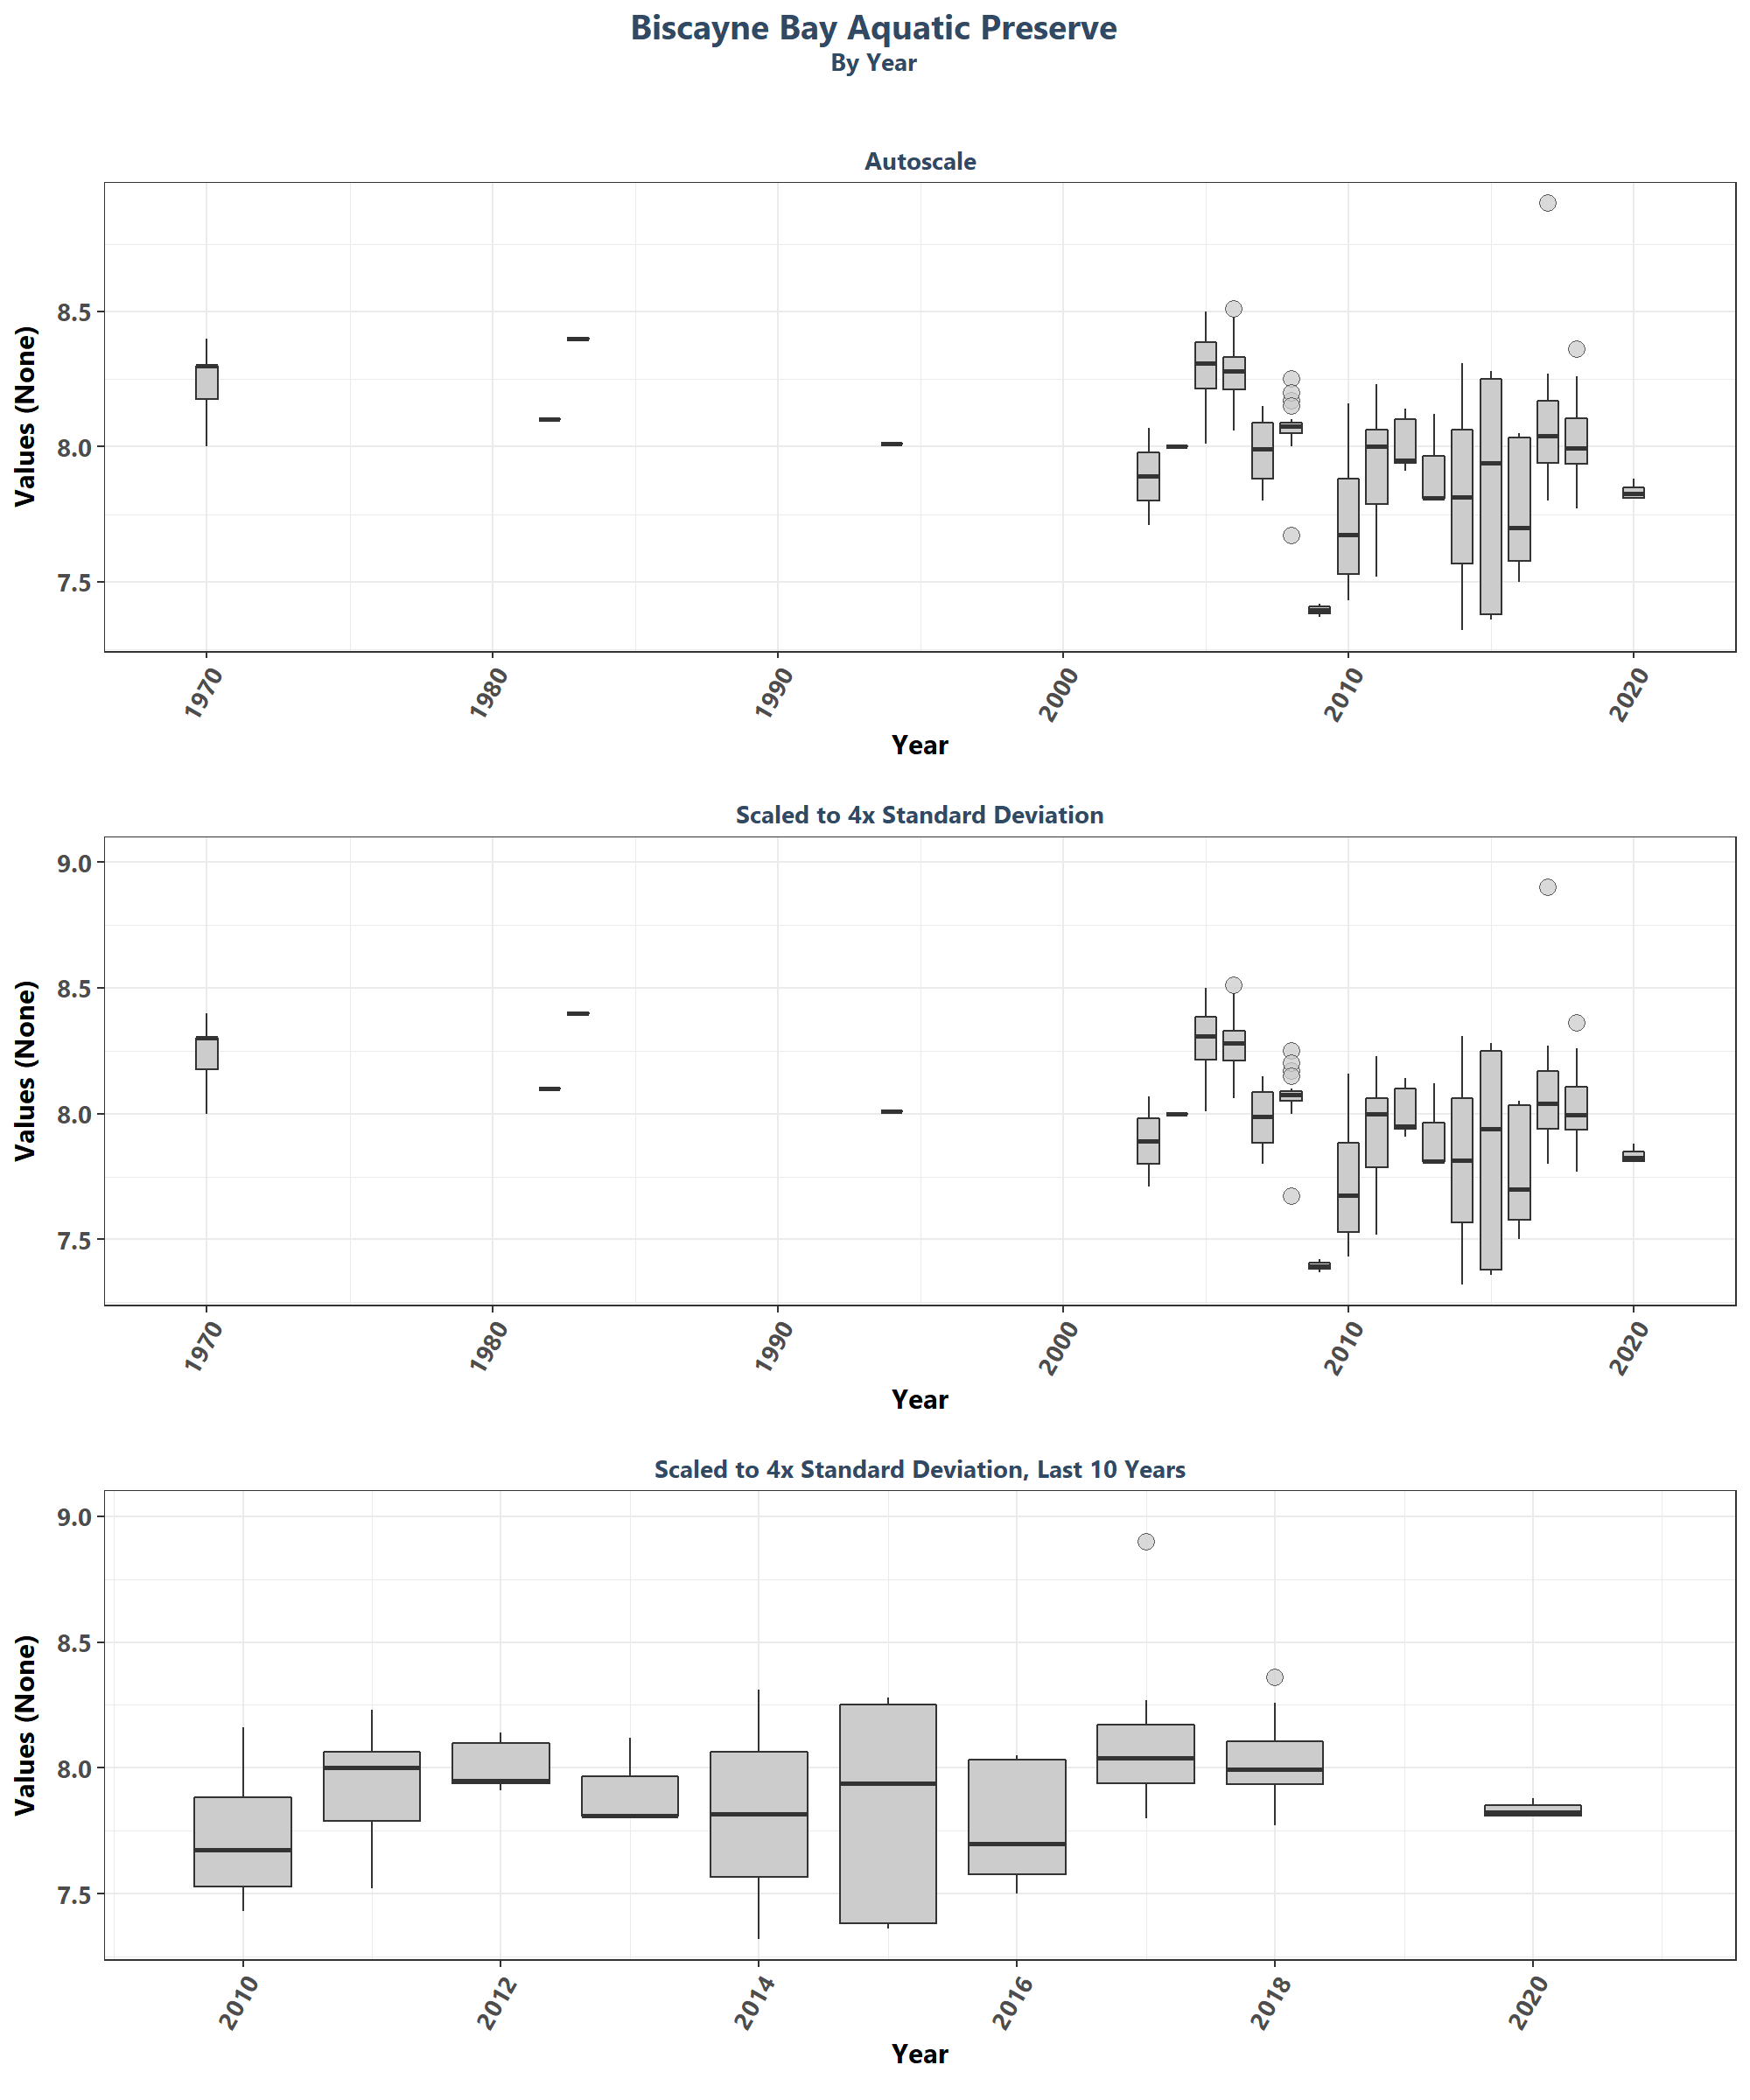 Biscayne Bay Aquatic Preserve
By Year
Autoscale
Values (None)
8.5
8.0
7.5
1970
1980
1990
2000
2010
2020
Year
Scaled to 4x Standard Deviation
Values (None)
9.0
8.5
8.0
7.5
1970
1980
1990
2000
2010
2020
Year
Scaled to 4x Standard Deviation, Last 10 Years
Values (None)
9.0
8.5
8.0
7.5
2010
2012
2014
2016
2018
2020
Year